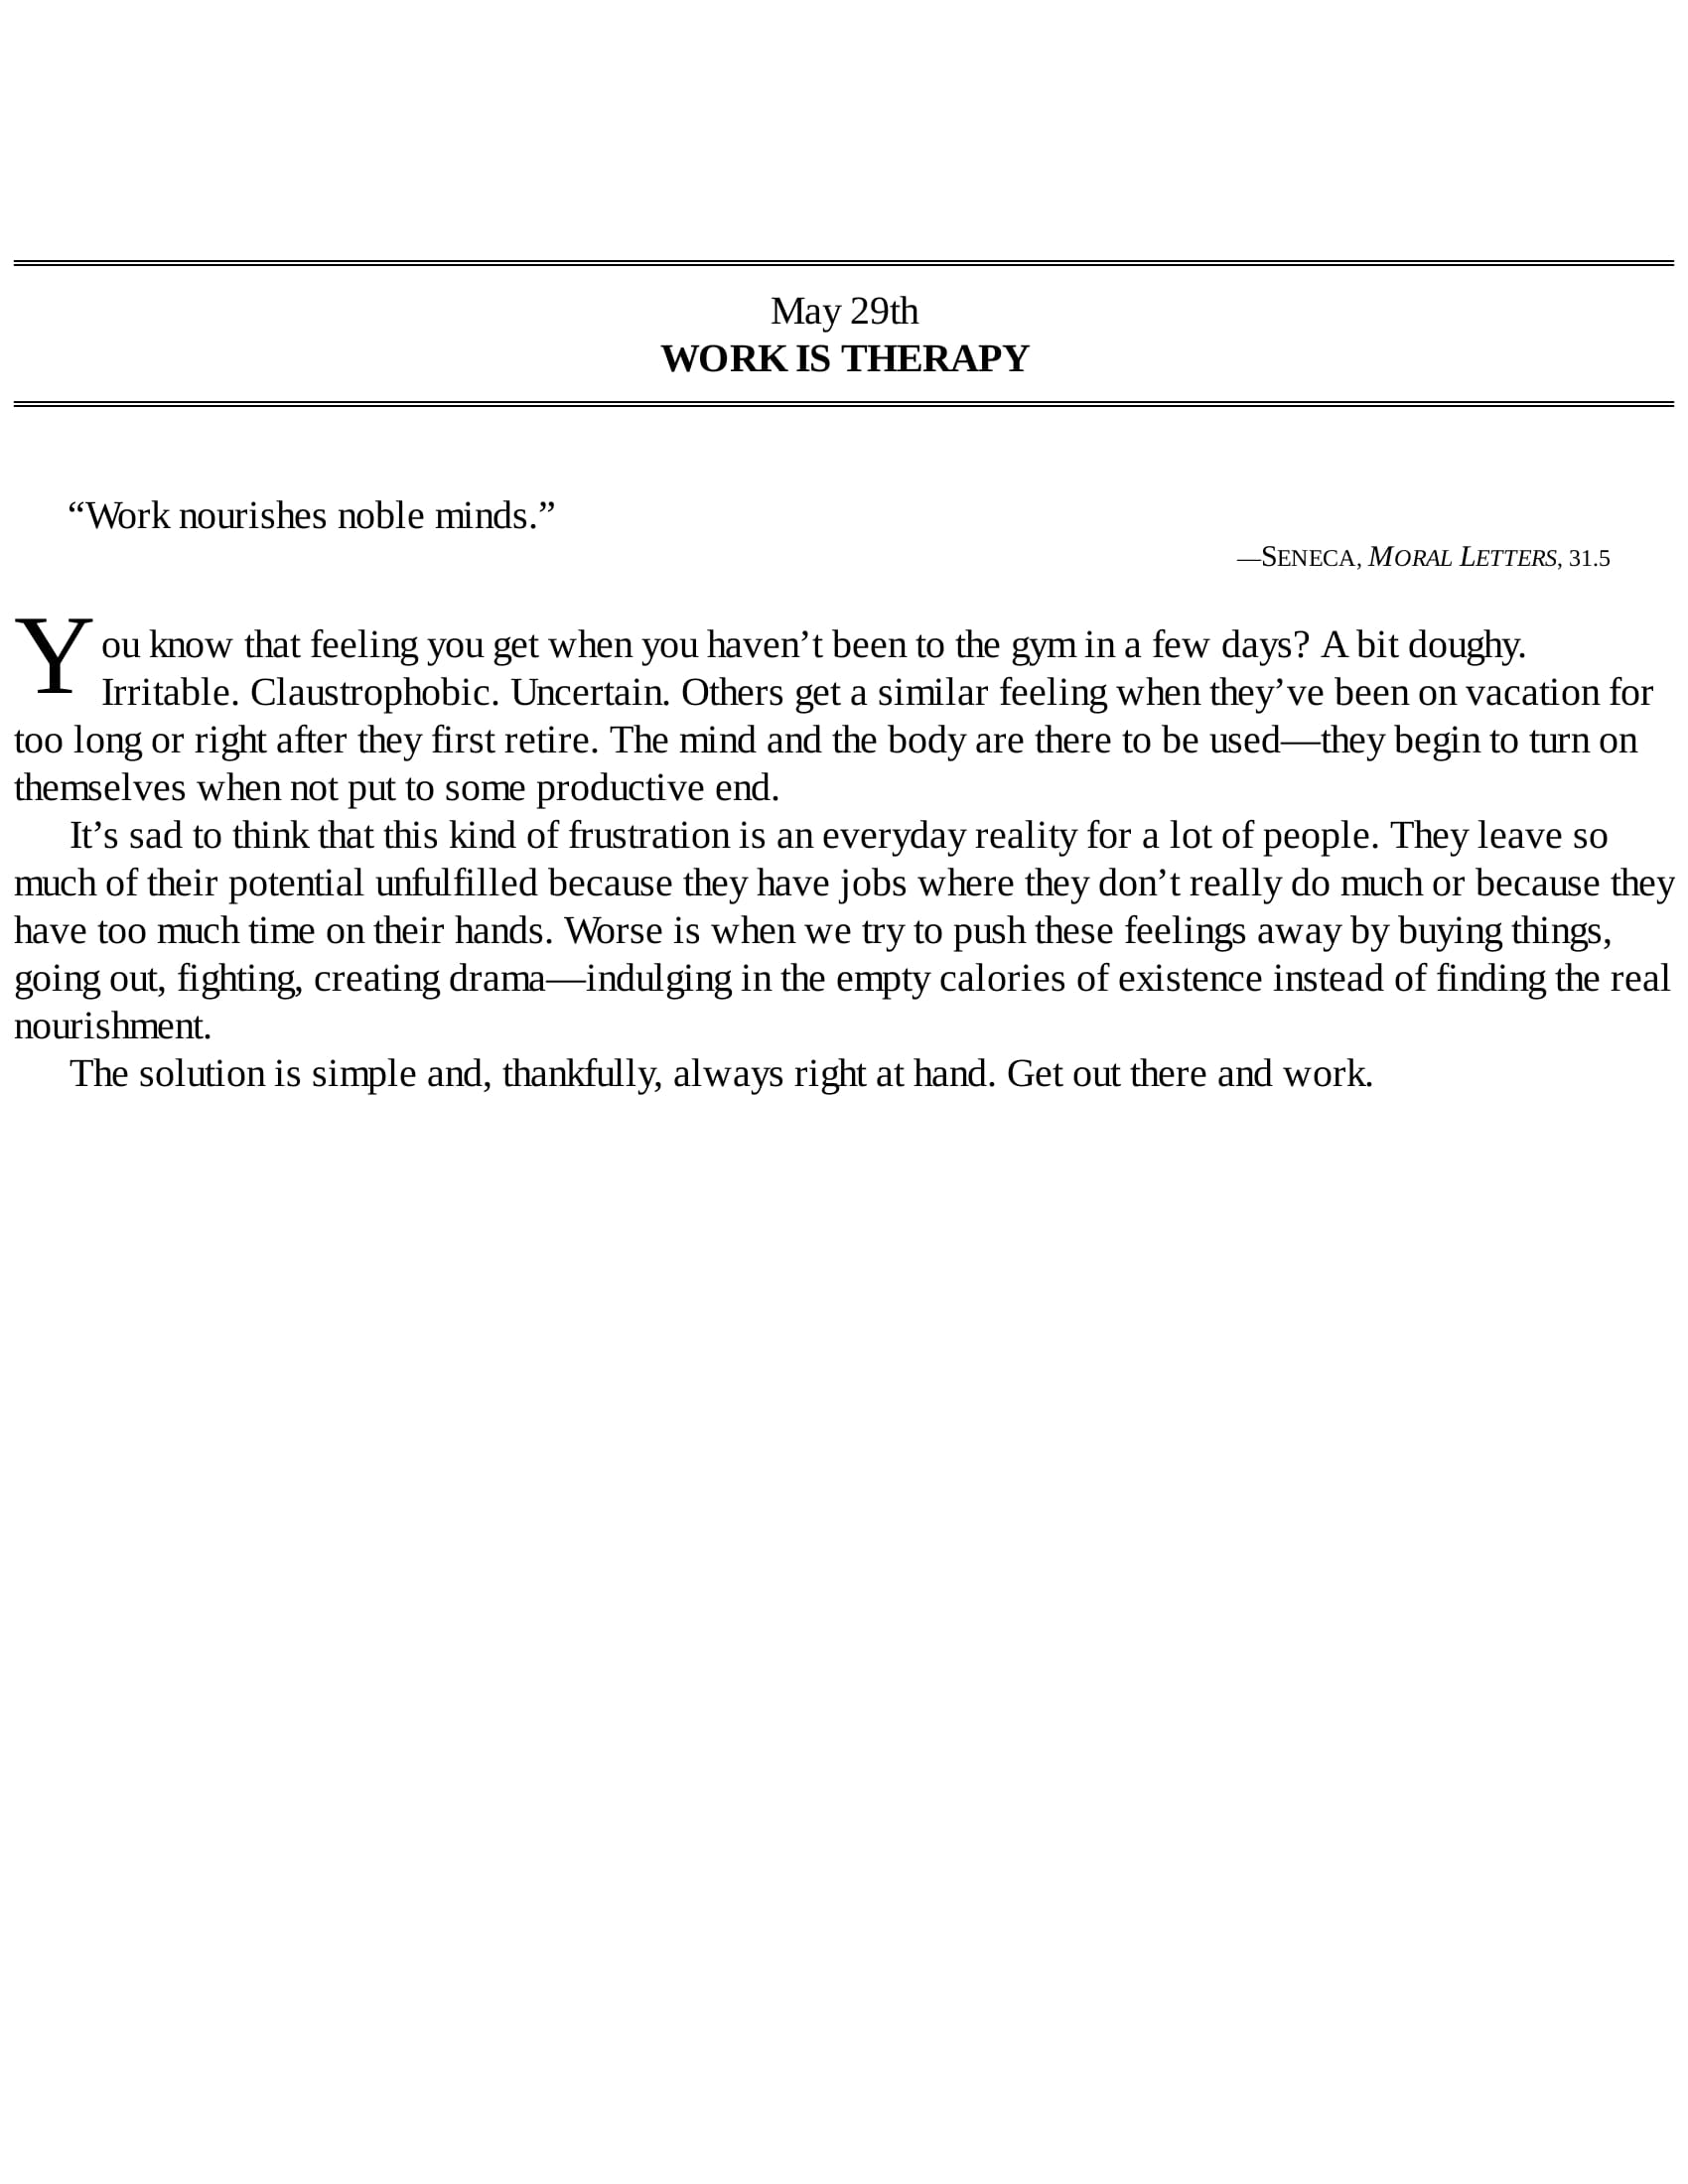 May 29th
WORK IS THERAPY
“Work nourishes noble minds.”
—SENECA, MORAL LETTERS, 31.5
You know that feeling you get when you haven’t been to the gym in a few days? A bit doughy.
Irritable. Claustrophobic. Uncertain. Others get a similar feeling when they’ve been on vacation for
too long or right after they first retire. The mind and the body are there to be used—they begin to turn on
themselves when not put to some productive end.
It’s sad to think that this kind of frustration is an everyday reality for a lot of people. They leave so
much of their potential unfulfilled because they have jobs where they don’t really do much or because they
have too much time on their hands. Worse is when we try to push these feelings away by buying things,
going out, fighting, creating drama—indulging in the empty calories of existence instead of finding the real
nourishment.
The solution is simple and, thankfully, always right at hand. Get out there and work.